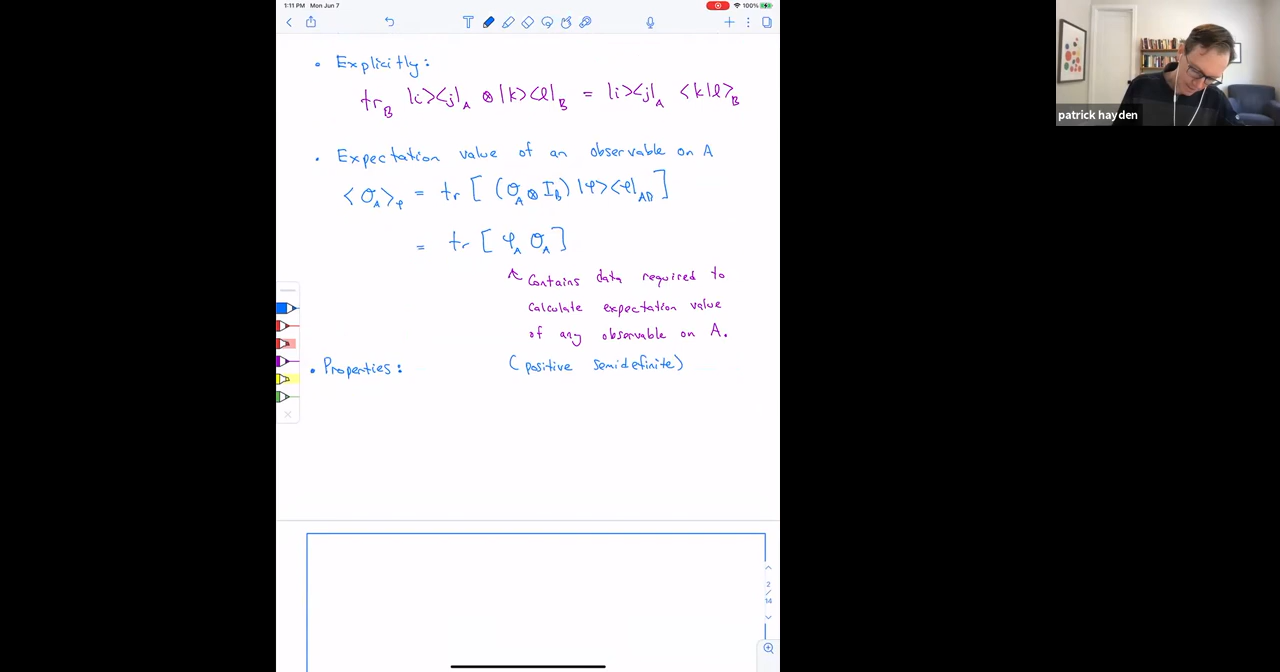 1:11 PM Mon Jun 7
100%
• Explicitly:
tr_B |i><j|_A ⊗ |k><l|_B = |i><j|_A <k|l>_B
patrick hayden
• Expectation value of an observable on A
<O_A>_φ = tr [ (O_A ⊗ I_B) |φ><φ|_AB ]
= tr [ φ_A O_A ]
↖ Contains data required to
calculate expectation value
of any observable on A.
• Properties: (positive semidefinite)
2
/
14